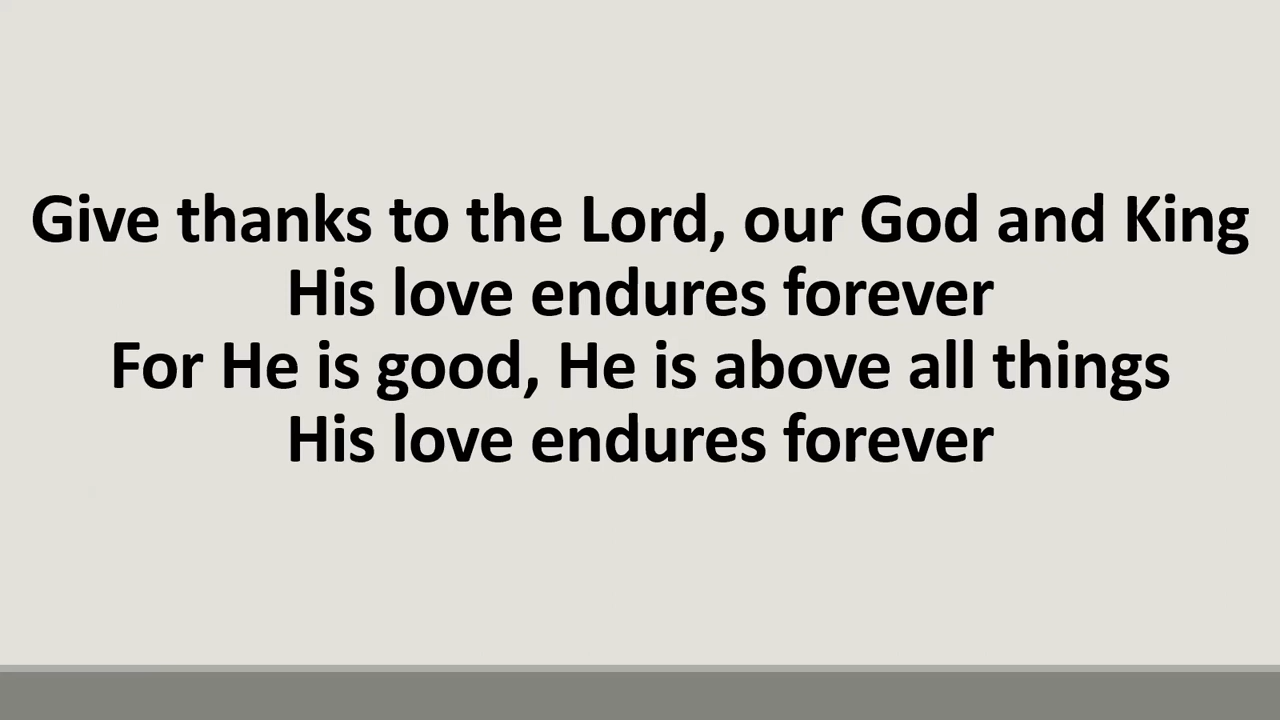 Give thanks to the Lord, our God and King
His love endures forever
For He is good, He is above all things
His love endures forever